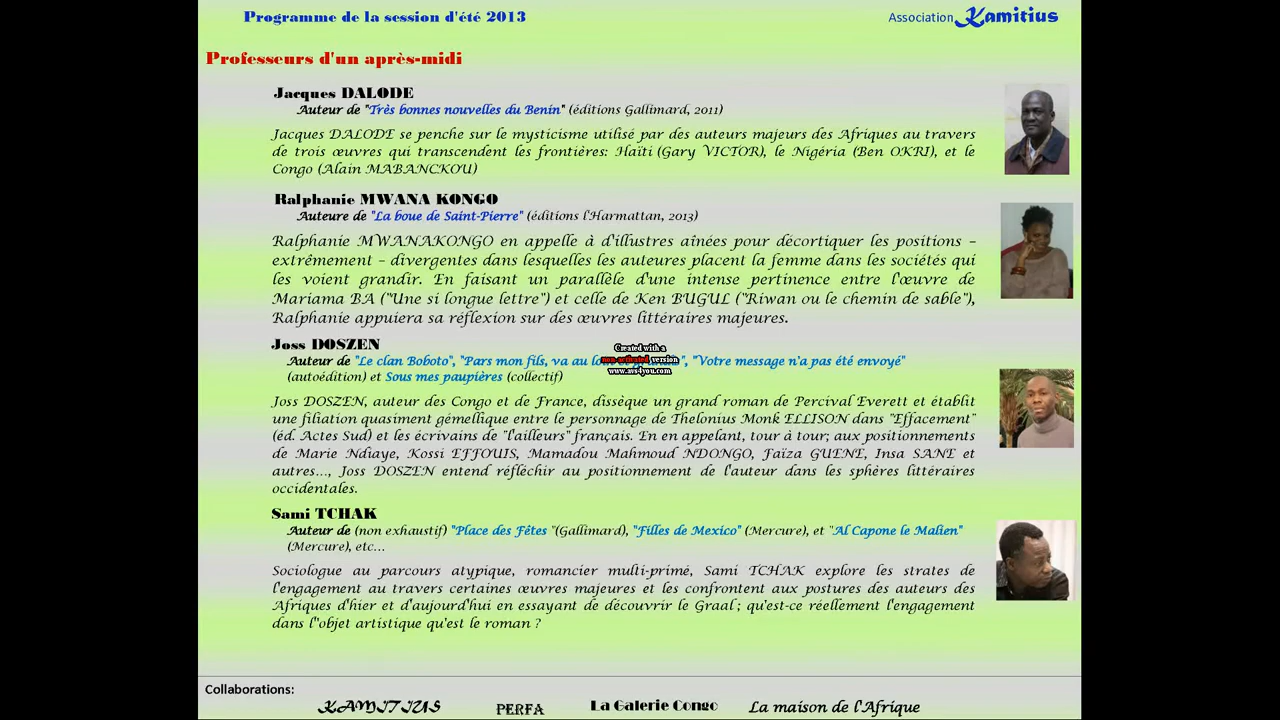 Programme de la session d'été 2013
Association Kamitius
Professeurs d'un après-midi
Jacques DALODE
Auteur de "Très bonnes nouvelles du Benin" (éditions Gallimard, 2011)
Jacques DALODE se penche sur le mysticisme utilisé par des auteurs majeurs des Afriques au travers
de trois œuvres qui transcendent les frontières: Haïti (Gary VICTOR), le Nigéria (Ben OKRI), et le
Congo (Alain MABANCKOU)
Ralphanie MWANA KONGO
Auteure de "La boue de Saint-Pierre" (éditions l'Harmattan, 2013)
Ralphanie MWANAKONGO en appelle à d'illustres aînées pour décortiquer les positions –
extrêmement – divergentes dans lesquelles les auteures placent la femme dans les sociétés qui
les voient grandir. En faisant un parallèle d'une intense pertinence entre l'œuvre de
Mariama BA ("Une si longue lettre") et celle de Ken BUGUL ("Riwan ou le chemin de sable"),
Ralphanie appuiera sa réflexion sur des œuvres littéraires majeures.
Joss DOSZEN
Auteur de "Le clan Boboto", "Pars mon fils, va au", "Votre message n'a pas été envoyé"
(autoédition) et Sous mes paupières (collectif)
Created with a
non-activated version
www.avs4you.com
Joss DOSZEN, auteur des Congo et de France, dissèque un grand roman de Percival Everett et établit
une filiation quasiment gémellique entre le personnage de Thelonius Monk ELLISON dans "Effacement"
(éd. Actes Sud) et les écrivains de "l'ailleurs" français. En en appelant, tour à tour; aux positionnements
de Marie Ndiaye, Kossi EFFOUIS, Mamadou Mahmoud NDONGO, Faïza GUENE, Insa SANE et
autres…, Joss DOSZEN entend réfléchir au positionnement de l'auteur dans les sphères littéraires
occidentales.
Sami TCHAK
Auteur de (non exhaustif) "Place des Fêtes "(Gallimard), "Filles de Mexico" (Mercure), et "Al Capone le Malien"
(Mercure), etc…
Sociologue au parcours atypique, romancier multi-primé, Sami TCHAK explore les strates de
l'engagement au travers certaines œuvres majeures et les confrontent aux postures des auteurs des
Afriques d'hier et d'aujourd'hui en essayant de découvrir le Graal ; qu'est-ce réellement l'engagement
dans l"objet artistique qu'est le roman ?
Collaborations:
KAMITIUS PERFA La Galerie Congo La maison de l'Afrique